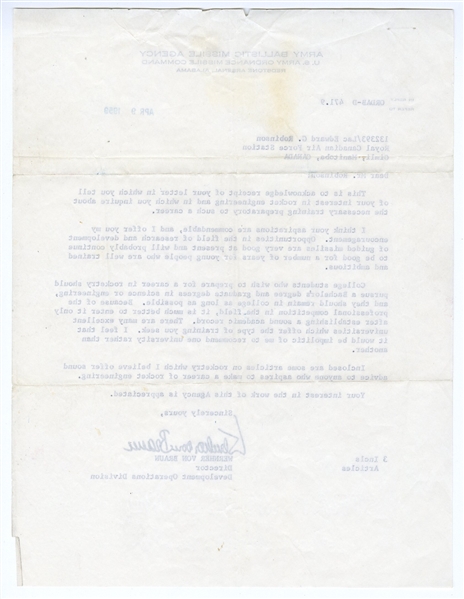 ARMY BALLISTIC MISSILE AGENCY
U.S. ARMY ORDNANCE MISSILE COMMAND
REDSTONE ARSENAL, ALABAMA
ORDAB-D 471.9
APR 9
Edward Robinson
Royal Canadian Air Force Station
Gimli, Manitoba, CANADA
Dear Mr. Robinson:
This is to acknowledge receipt of your letter in which you tell
of your interest in rocket engineering and in which you inquire about
the necessary training preparatory to such a career.
I think your aspirations are commendable, and I offer you my
encouragement. Opportunities in the field of research and development
of guided missiles are very good at present and will probably continue
to be good for a number of years for young people who are well trained
and ambitious.
College students who wish to prepare for a career in rocketry should
pursue a bachelors degree and graduate degrees in science or engineering,
and they should remain in college as long as possible. Because of the
professional competition in the field, it is much better to enter it only
after establishing a sound academic record. There are many excellent
universities which offer the type of training you seek. I feel that
it would be impolitic of me to recommend one university rather than
another.
Inclosed are some articles on rocketry which I believe offer sound
advice to anyone who aspires to make a career of rocket engineering.
Your interest in the work of this agency is appreciated.
Sincerely yours,
Wernher von Braun
3 Incls
Articles
WERNHER VON BRAUN
Director
Development Operations Division